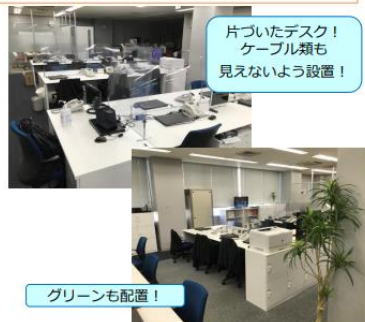 片づいたデスク！
ケーブル類も
見えないよう設置！
グリーンも配置！